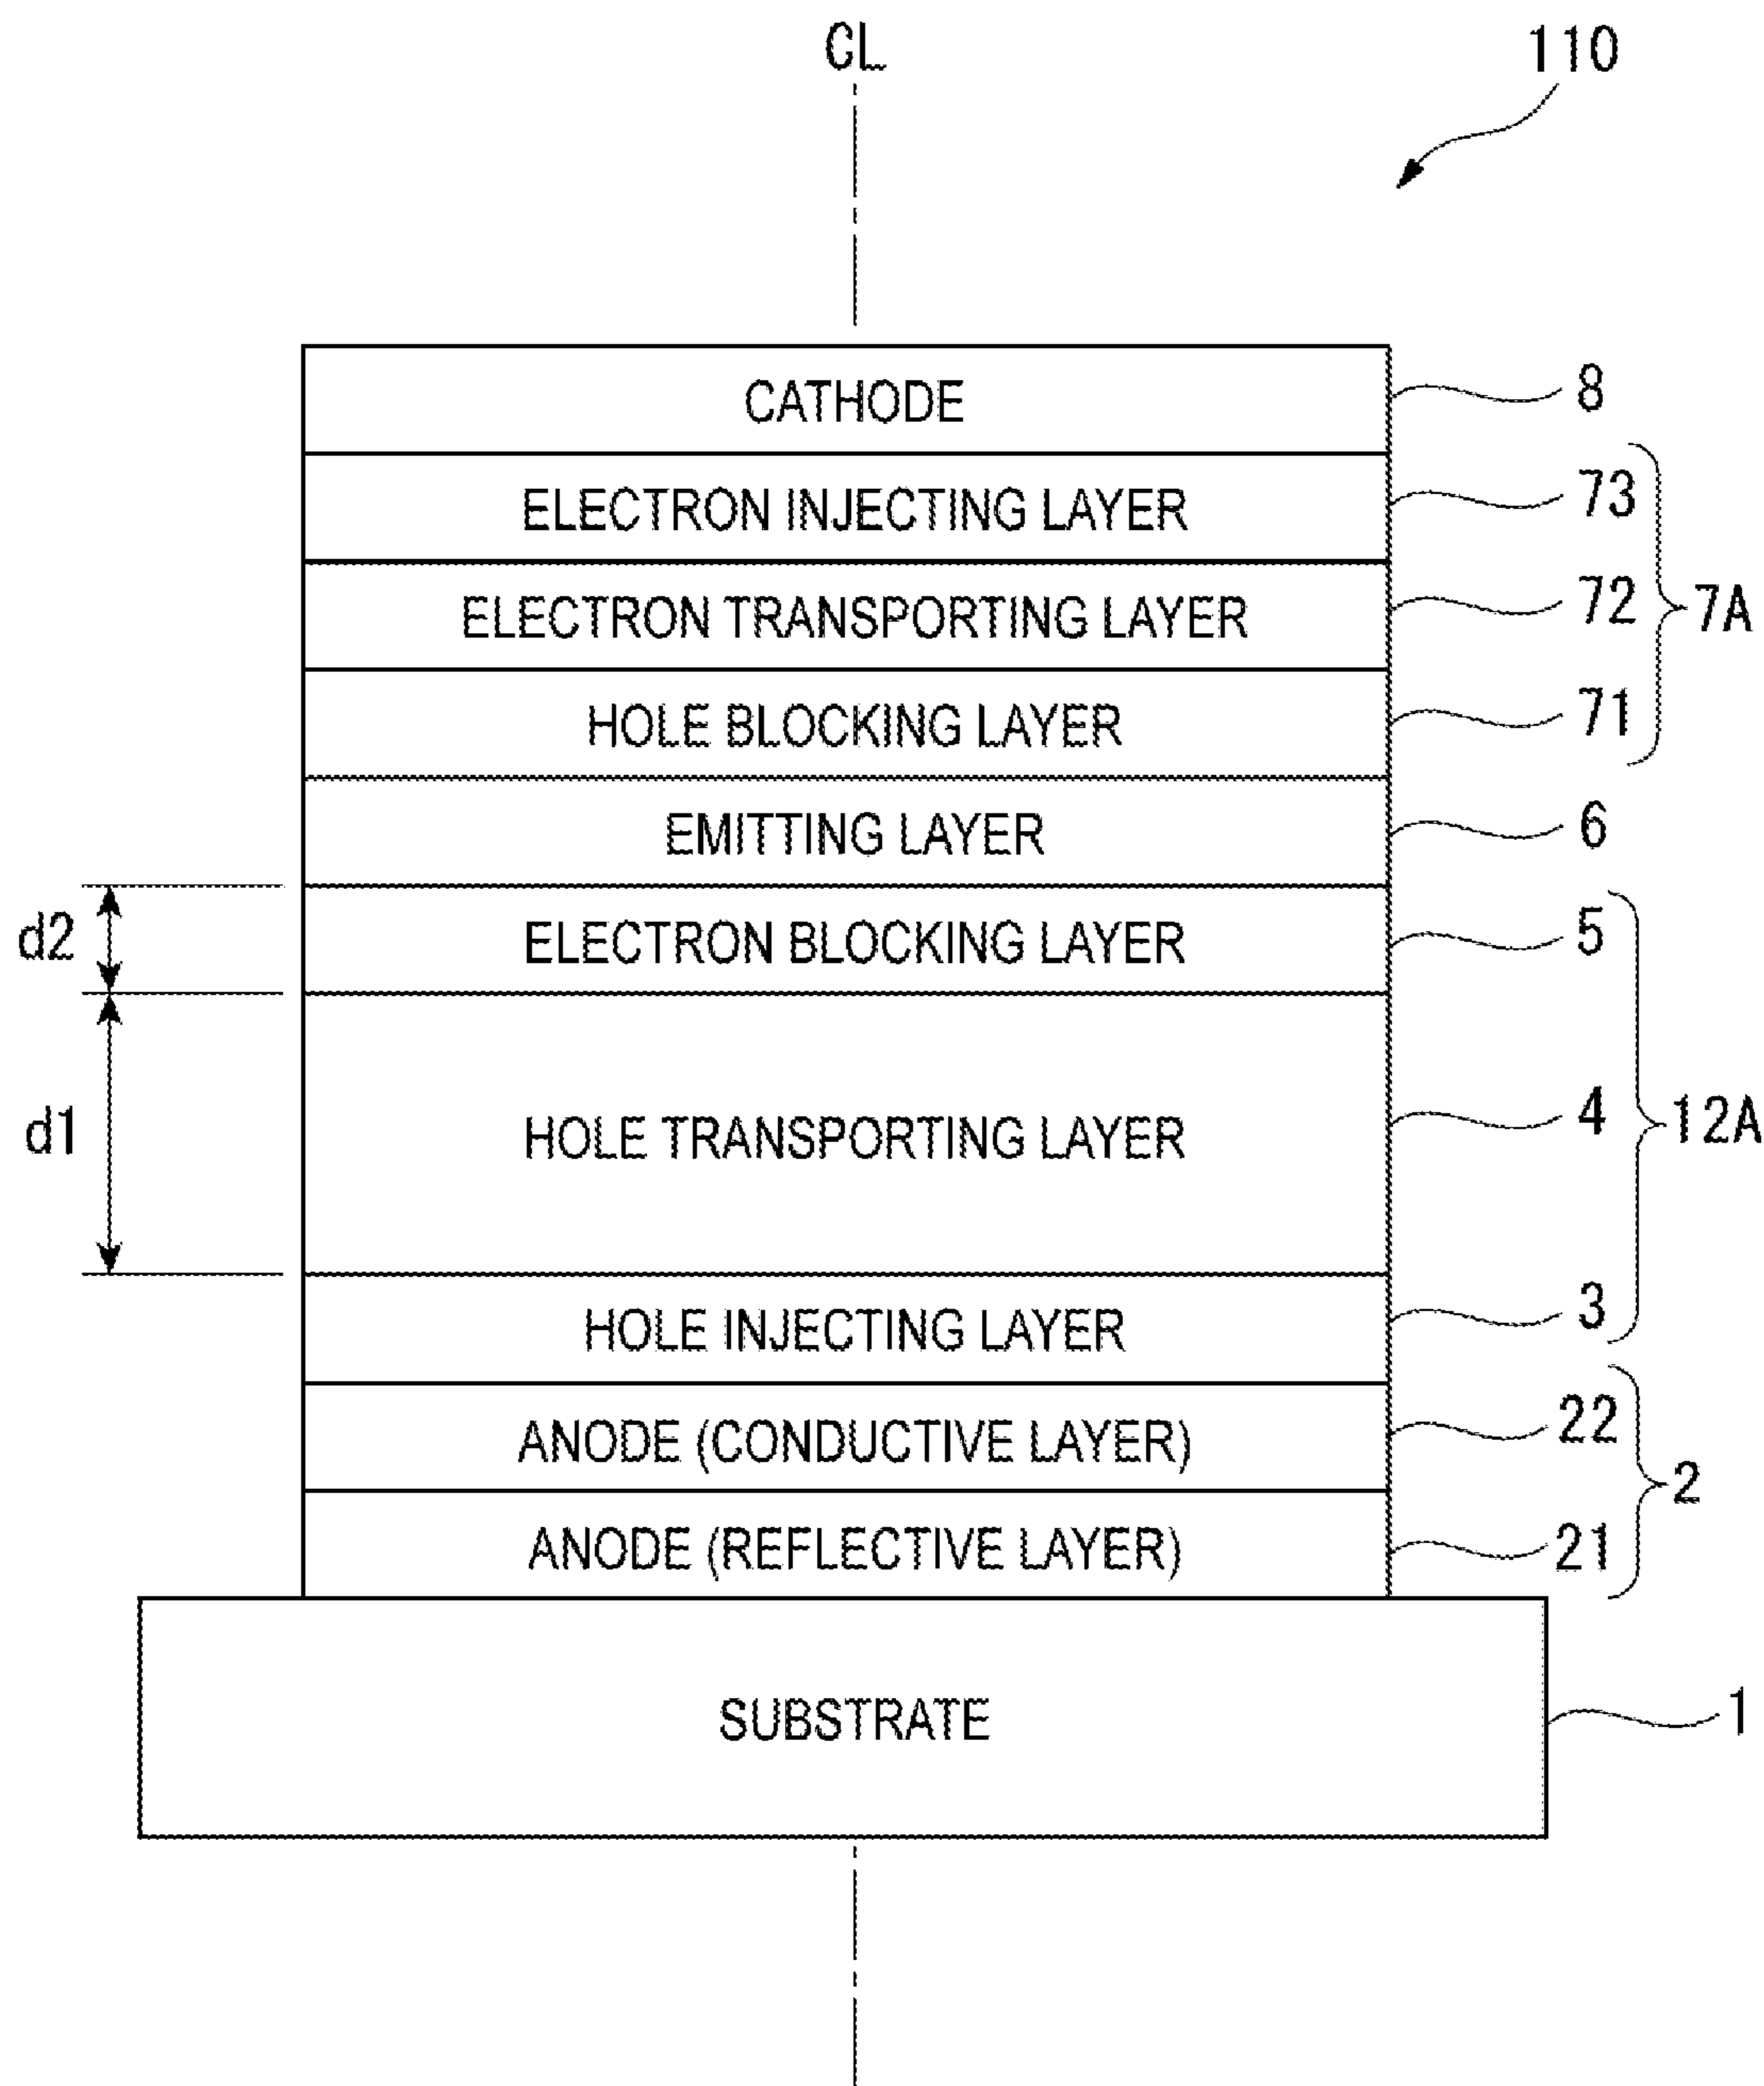 CL
110
CATHODE 8
ELECTRON INJECTING LAYER 73
ELECTRON TRANSPORTING LAYER 72 7A
HOLE BLOCKING LAYER 71
EMITTING LAYER 6
d2 ELECTRON BLOCKING LAYER 5
d1 HOLE TRANSPORTING LAYER 4 12A
HOLE INJECTING LAYER 3
ANODE (CONDUCTIVE LAYER) 22
2
ANODE (REFLECTIVE LAYER) 21
SUBSTRATE 1